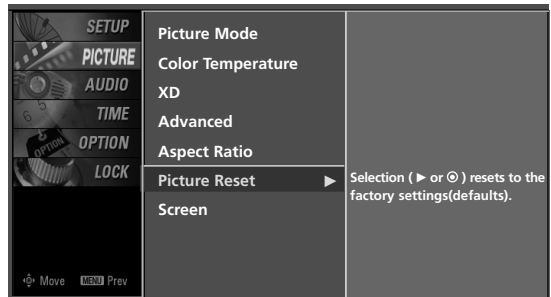 SETUP
PICTURE
AUDIO
TIME
OPTION
LOCK
Move MENU Prev
Picture Mode
Color Temperature
XD
Advanced
Aspect Ratio
Picture Reset ▶
Screen
Selection ( ▶ or ⊙ ) resets to the
factory settings(defaults).